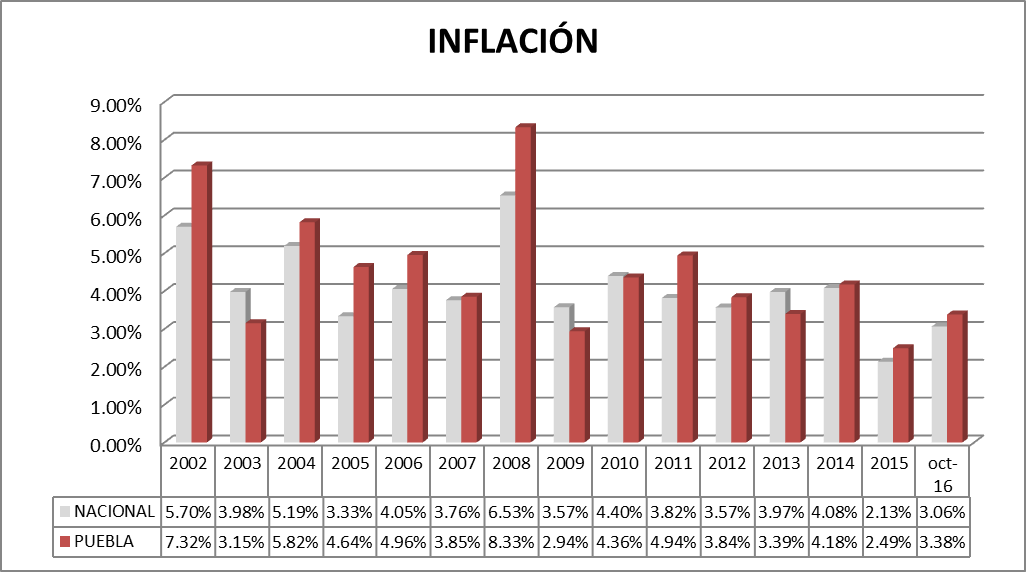 INFLACIÓN
9.00%
8.00%
7.00%
6.00%
5.00%
4.00%
3.00%
2.00%
1.00%
0.00%
2002 2003 2004 2005 2006 2007 2008 2009 2010 2011 2012 2013 2014 2015 oct-
16
NACIONAL 5.70% 3.98% 5.19% 3.33% 4.05% 3.76% 6.53% 3.57% 4.40% 3.82% 3.57% 3.97% 4.08% 2.13% 3.06%
PUEBLA 7.32% 3.15% 5.82% 4.64% 4.96% 3.85% 8.33% 2.94% 4.36% 4.94% 3.84% 3.39% 4.18% 2.49% 3.38%